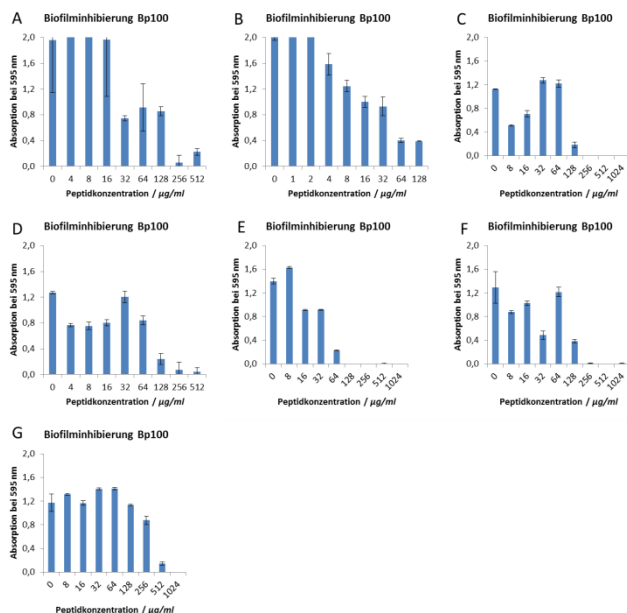 A
Biofilminhibierung Bp100
Absorption bei 595 nm
2,0
1,6
1,2
0,8
0,4
0,0
0 4 8 16 32 64 128 256 512
Peptidkonzentration / µg/ml
B
Biofilminhibierung Bp100
Absorption bei 595 nm
2,0
1,6
1,2
0,8
0,4
0,0
0 1 2 4 8 16 32 64 128
Peptidkonzentration / µg/ml
C
Biofilminhibierung Bp100
Absorption bei 595 nm
2,0
1,6
1,2
0,8
0,4
0,0
0 8 16 32 64 128 256 512 1024
Peptidkonzentration / µg/ml
D
Biofilminhibierung Bp100
Absorption bei 595 nm
2,0
1,6
1,2
0,8
0,4
0,0
0 4 8 16 32 64 128 256 512
Peptidkonzentration / µg/ml
E
Biofilminhibierung Bp100
Absorption bei 595 nm
2,0
1,6
1,2
0,8
0,4
0,0
0 8 16 32 64 128 256 512 1024
Peptidkonzentration / µg/ml
F
Biofilminhibierung Bp100
Absorption bei 595 nm
2,0
1,6
1,2
0,8
0,4
0,0
0 8 16 32 64 128 256 512 1024
Peptidkonzentration / µg/ml
G
Biofilminhibierung Bp100
Absorption bei 595 nm
2,0
1,6
1,2
0,8
0,4
0,0
0 8 16 32 64 128 256 512 1024
Peptidkonzentration / µg/ml